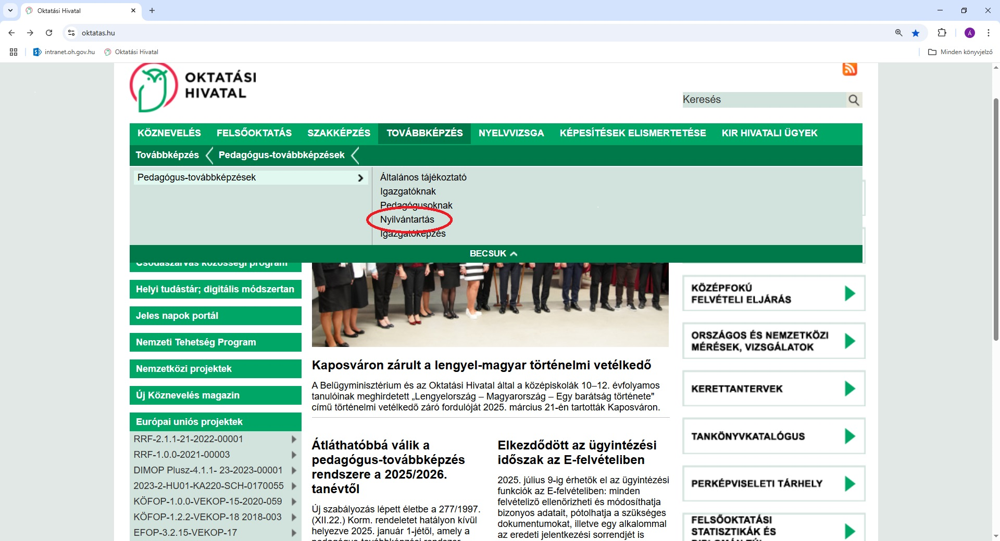 Oktatási Hivatal
oktatas.hu
Á
intranet.oh.gov.hu
Oktatási Hivatal
Minden könyvjelző
OKTATÁSI
HIVATAL
Keresés
KÖZNEVELÉS FELSŐOKTATÁS SZAKKÉPZÉS TOVÁBBKÉPZÉS NYELVVIZSGA KÉPESÍTÉSEK ELISMERTETÉSE KIR HIVATALI ÜGYEK
Továbbképzés Pedagógus-továbbképzések
Pedagógus-továbbképzések
Általános tájékoztató
Igazgatóknak
Pedagógusoknak
Nyilvántartás
Igazgatóképzés
BECSUK
Csodaszarvas közösségi program
Helyi tudástár; digitális módszertan
Jeles napok portál
Nemzeti Tehetség Program
Nemzetközi projektek
Új Köznevelés magazin
Európai uniós projektek
RRF-2.1.1-21-2022-00001
RRF-1.0.0-2021-00003
DIMOP Plusz-4.1.1- 23-2023-00001
2023-2-HU01-KA220-SCH-0170055
KÖFOP-1.0.0-VEKOP-15-2020-059
KÖFOP-1.2.2-VEKOP-18 2018-003
EFOP-3.2.15-VEKOP-17
Kaposváron zárult a lengyel-magyar történelmi vetélkedő
A Belügyminisztérium és az Oktatási Hivatal által a középiskolák 10–12. évfolyamos
tanulóinak meghirdetett „Lengyelország – Magyarország – Egy barátság története"
című történelmi vetélkedő záró fordulóját 2025. március 21-én tartották Kaposváron.
Átláthatóbbá válik a
pedagógus-továbbképzés
rendszere a 2025/2026.
tanévtől
Új szabályozás lépett életbe a 277/1997.
(XII.22.) Korm. rendeletet hatályon kívül
helyezve 2025. január 1-jétől, amely a
pedagógus-továbbképzési rendszer
Elkezdődött az ügyintézési
időszak az E-felvételiben
2025. július 9-ig érhetők el az ügyintézési
funkciók az E-felvételiben: minden
felvételiző ellenőrizheti és módosíthatja
bizonyos adatait, pótolhatja a szükséges
dokumentumokat, illetve egy alkalommal
az eredeti jelentkezési sorrendjét is
KÖZÉPFOKÚ
FELVÉTELI ELJÁRÁS
ORSZÁGOS ÉS NEMZETKÖZI
MÉRÉSEK, VIZSGÁLATOK
KERETTANTERVEK
TANKÖNYVKATALÓGUS
PERKÉPVISELETI TÁRHELY
FELSŐOKTATÁSI
STATISZTIKÁK ÉS